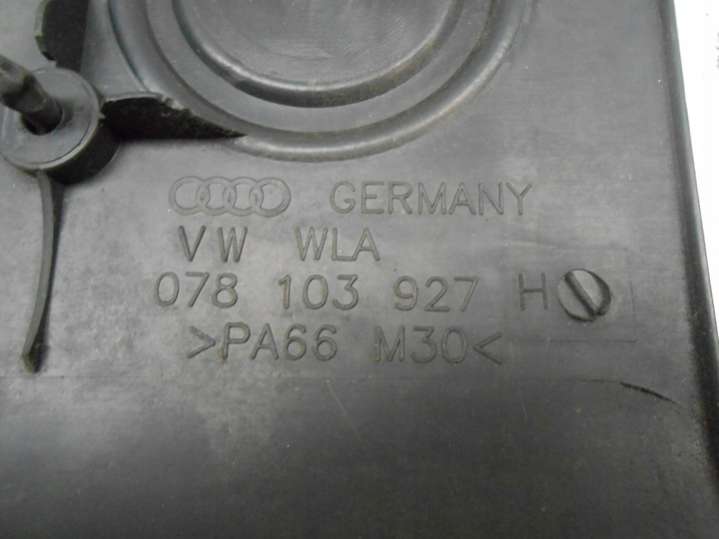 GERMANY
VW WLA
078 103 927 H
>PA66 M30<